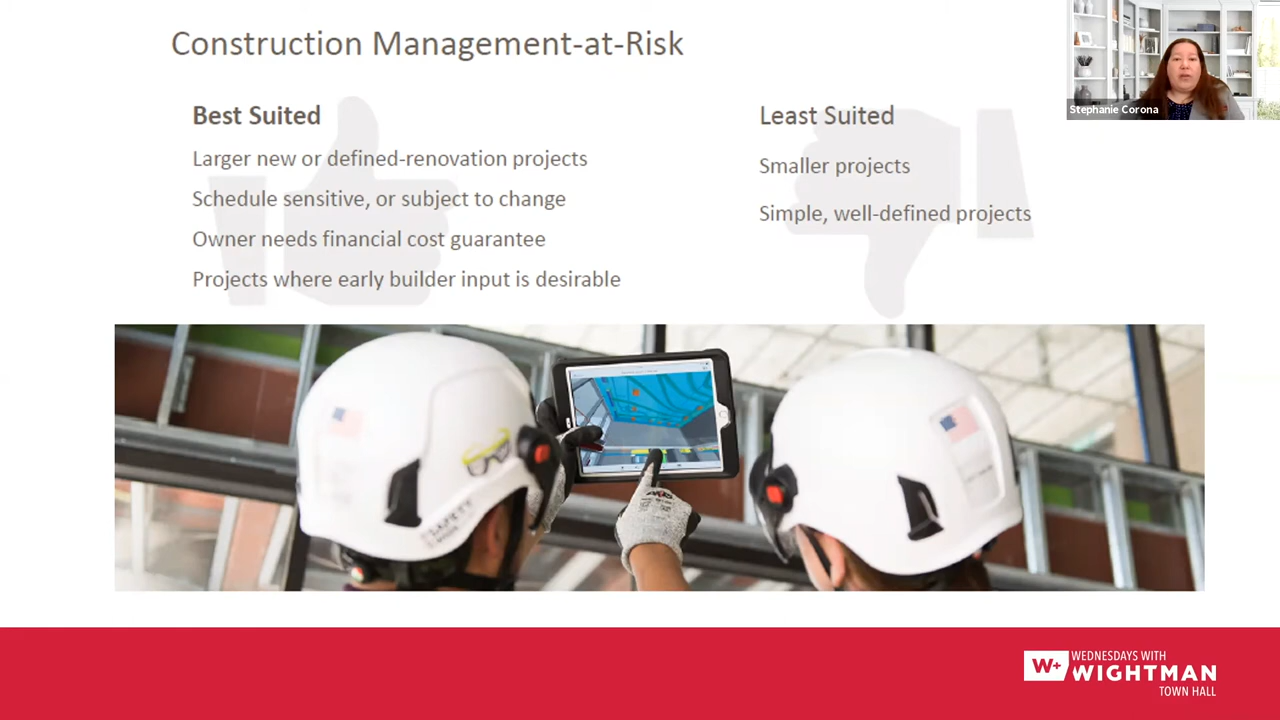 Construction Management-at-Risk
Best Suited
Larger new or defined-renovation projects
Schedule sensitive, or subject to change
Owner needs financial cost guarantee
Projects where early builder input is desirable
Least Suited
Smaller projects
Simple, well-defined projects
Stephanie Corona
SAFETY
W+
WEDNESDAYS WITH
WIGHTMAN
TOWN HALL